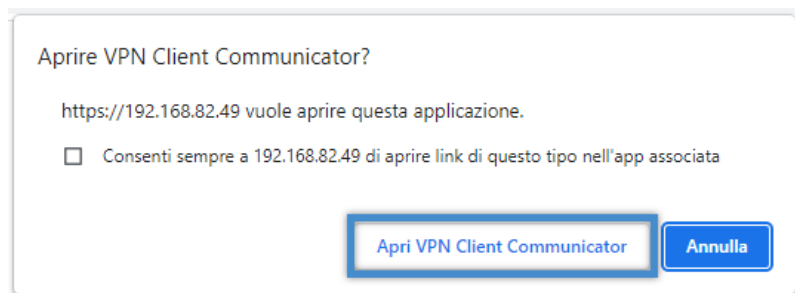 Aprire VPN Client Communicator?
https://192.168.82.49 vuole aprire questa applicazione.
Consenti sempre a 192.168.82.49 di aprire link di questo tipo nell'app associata
Apri VPN Client Communicator
Annulla